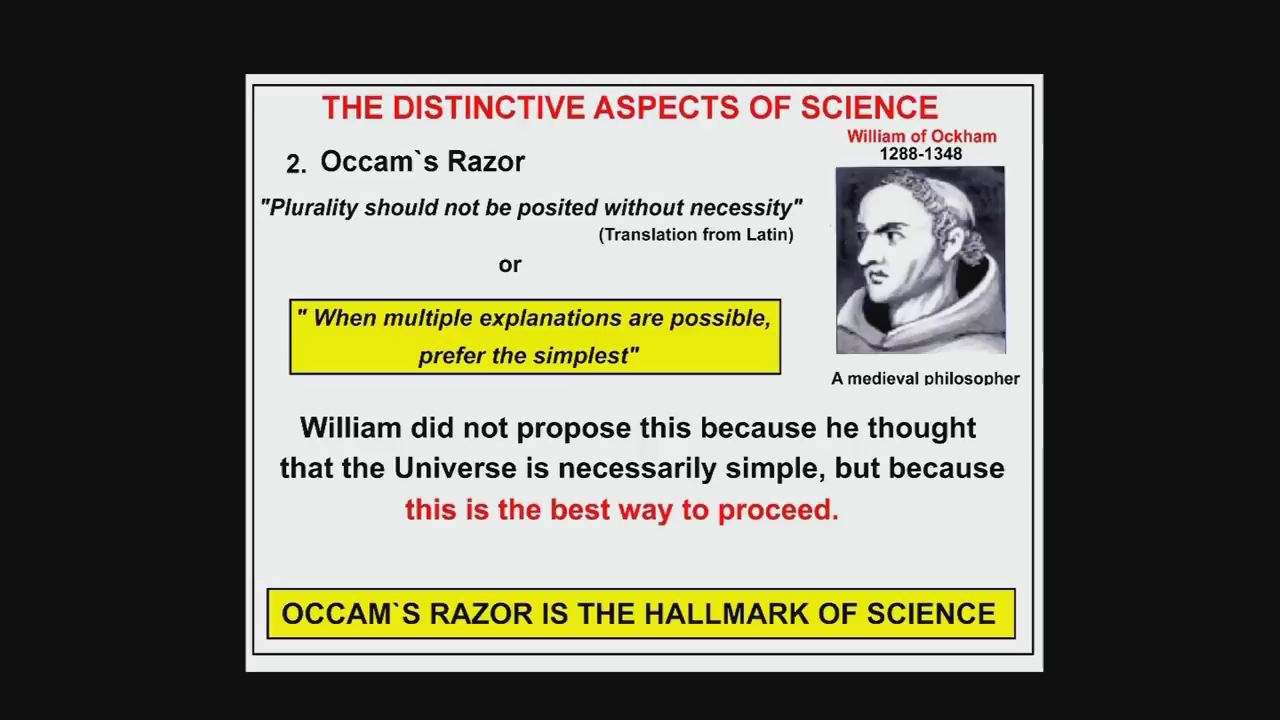 THE DISTINCTIVE ASPECTS OF SCIENCE
William of Ockham
1288-1348
2. Occam`s Razor
"Plurality should not be posited without necessity"
(Translation from Latin)
or
" When multiple explanations are possible,
prefer the simplest"
A medieval philosopher
William did not propose this because he thought
that the Universe is necessarily simple, but because
this is the best way to proceed.
OCCAM`S RAZOR IS THE HALLMARK OF SCIENCE